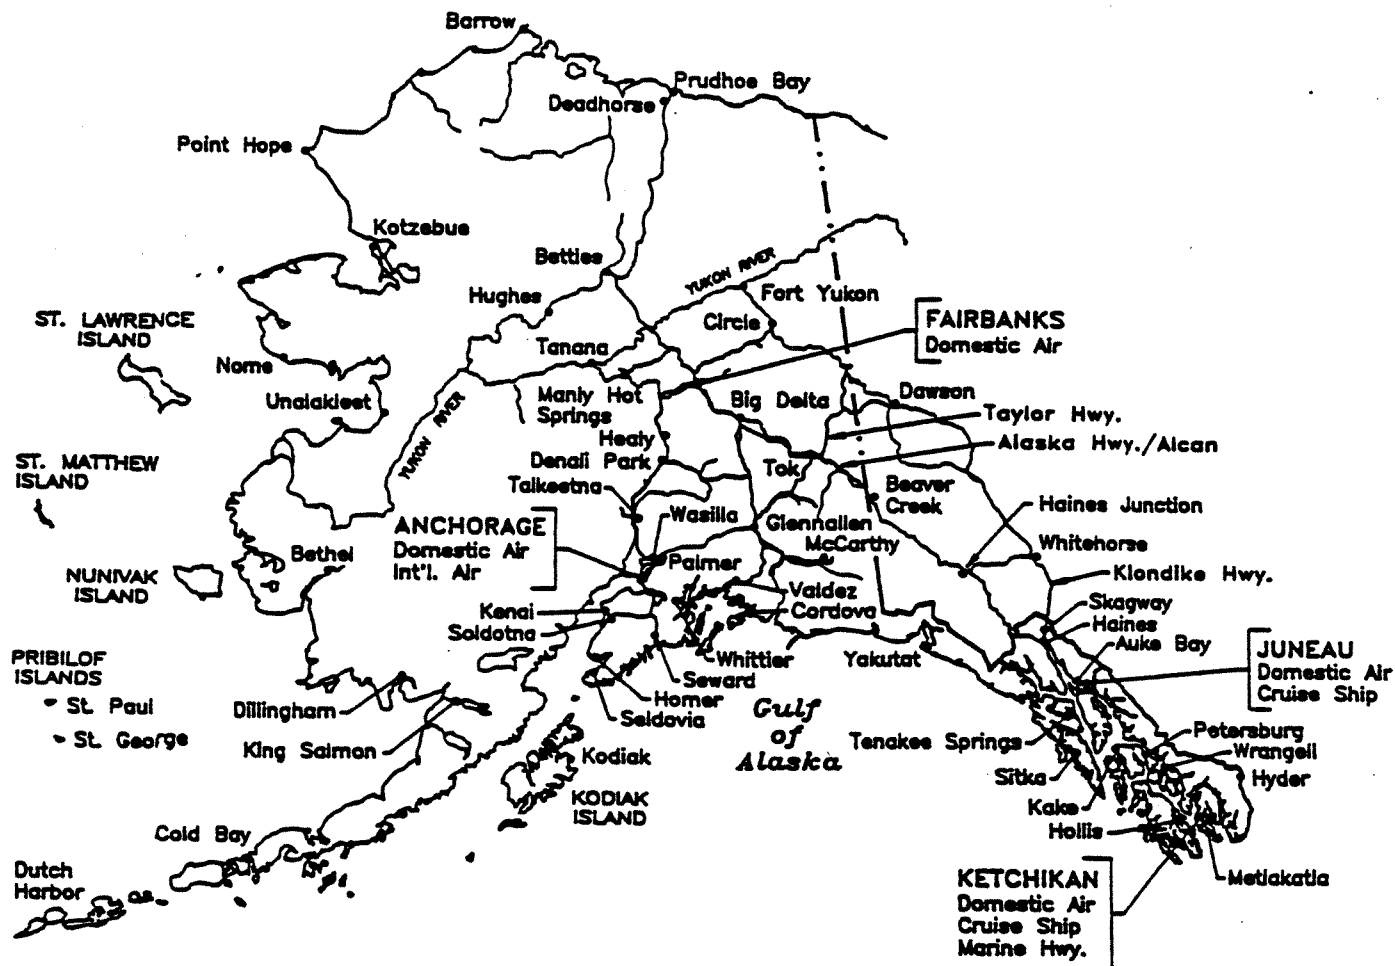 Barrow
Prudhoe Bay
Deadhorse
Point Hope
Kotzebue
Bettles
YUKON RIVER
Hughes
Fort Yukon
ST. LAWRENCE
ISLAND
Circle
FAIRBANKS
Domestic Air
Tanana
Nome
Manly Hot
Springs
Big Delta
Dawson
Unalakleet
Taylor Hwy.
YUKON RIVER
Healy
Alaska Hwy./Alcan
Denali Park
Tok
ST. MATTHEW
ISLAND
Talkeetna
Beaver
Creek
Haines Junction
ANCHORAGE
Domestic Air
Int'l. Air
Wasilla
Glennallen
McCarthy
Whitehorse
Bethel
Palmer
NUNIVAK
ISLAND
Klondike Hwy.
Valdez
Cordova
Kenai
Soldotna
Skagway
Haines
Auke Bay
JUNEAU
Domestic Air
Cruise Ship
PRIBILOF
ISLANDS
Whittier
Yakutat
Seward
Homer
Seldovia
St. Paul
Dillingham
Gulf
of
Alaska
St. George
King Salmon
Tenakee Springs
Petersburg
Wrangell
Kodiak
Sitka
Hyder
KODIAK
ISLAND
Kake
Hollis
Cold Bay
Dutch
Harbor
KETCHIKAN
Domestic Air
Cruise Ship
Marine Hwy.
Metlakatla